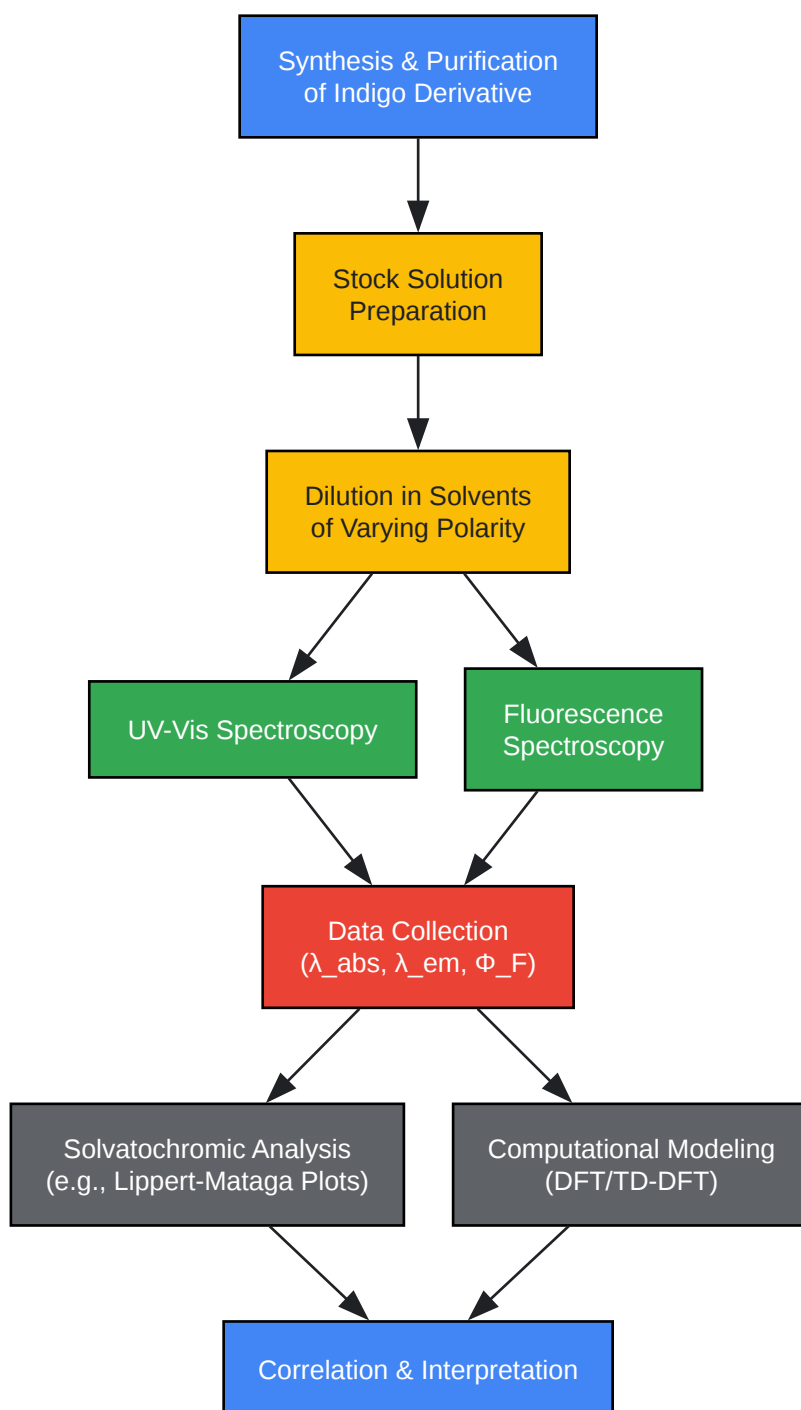 Synthesis & Purification
of Indigo Derivative
Stock Solution
Preparation
Dilution in Solvents
of Varying Polarity
UV-Vis Spectroscopy
Fluorescence
Spectroscopy
Data Collection
(λ_abs, λ_em, Φ_F)
Solvatochromic Analysis
(e.g., Lippert-Mataga Plots)
Computational Modeling
(DFT/TD-DFT)
Correlation & Interpretation